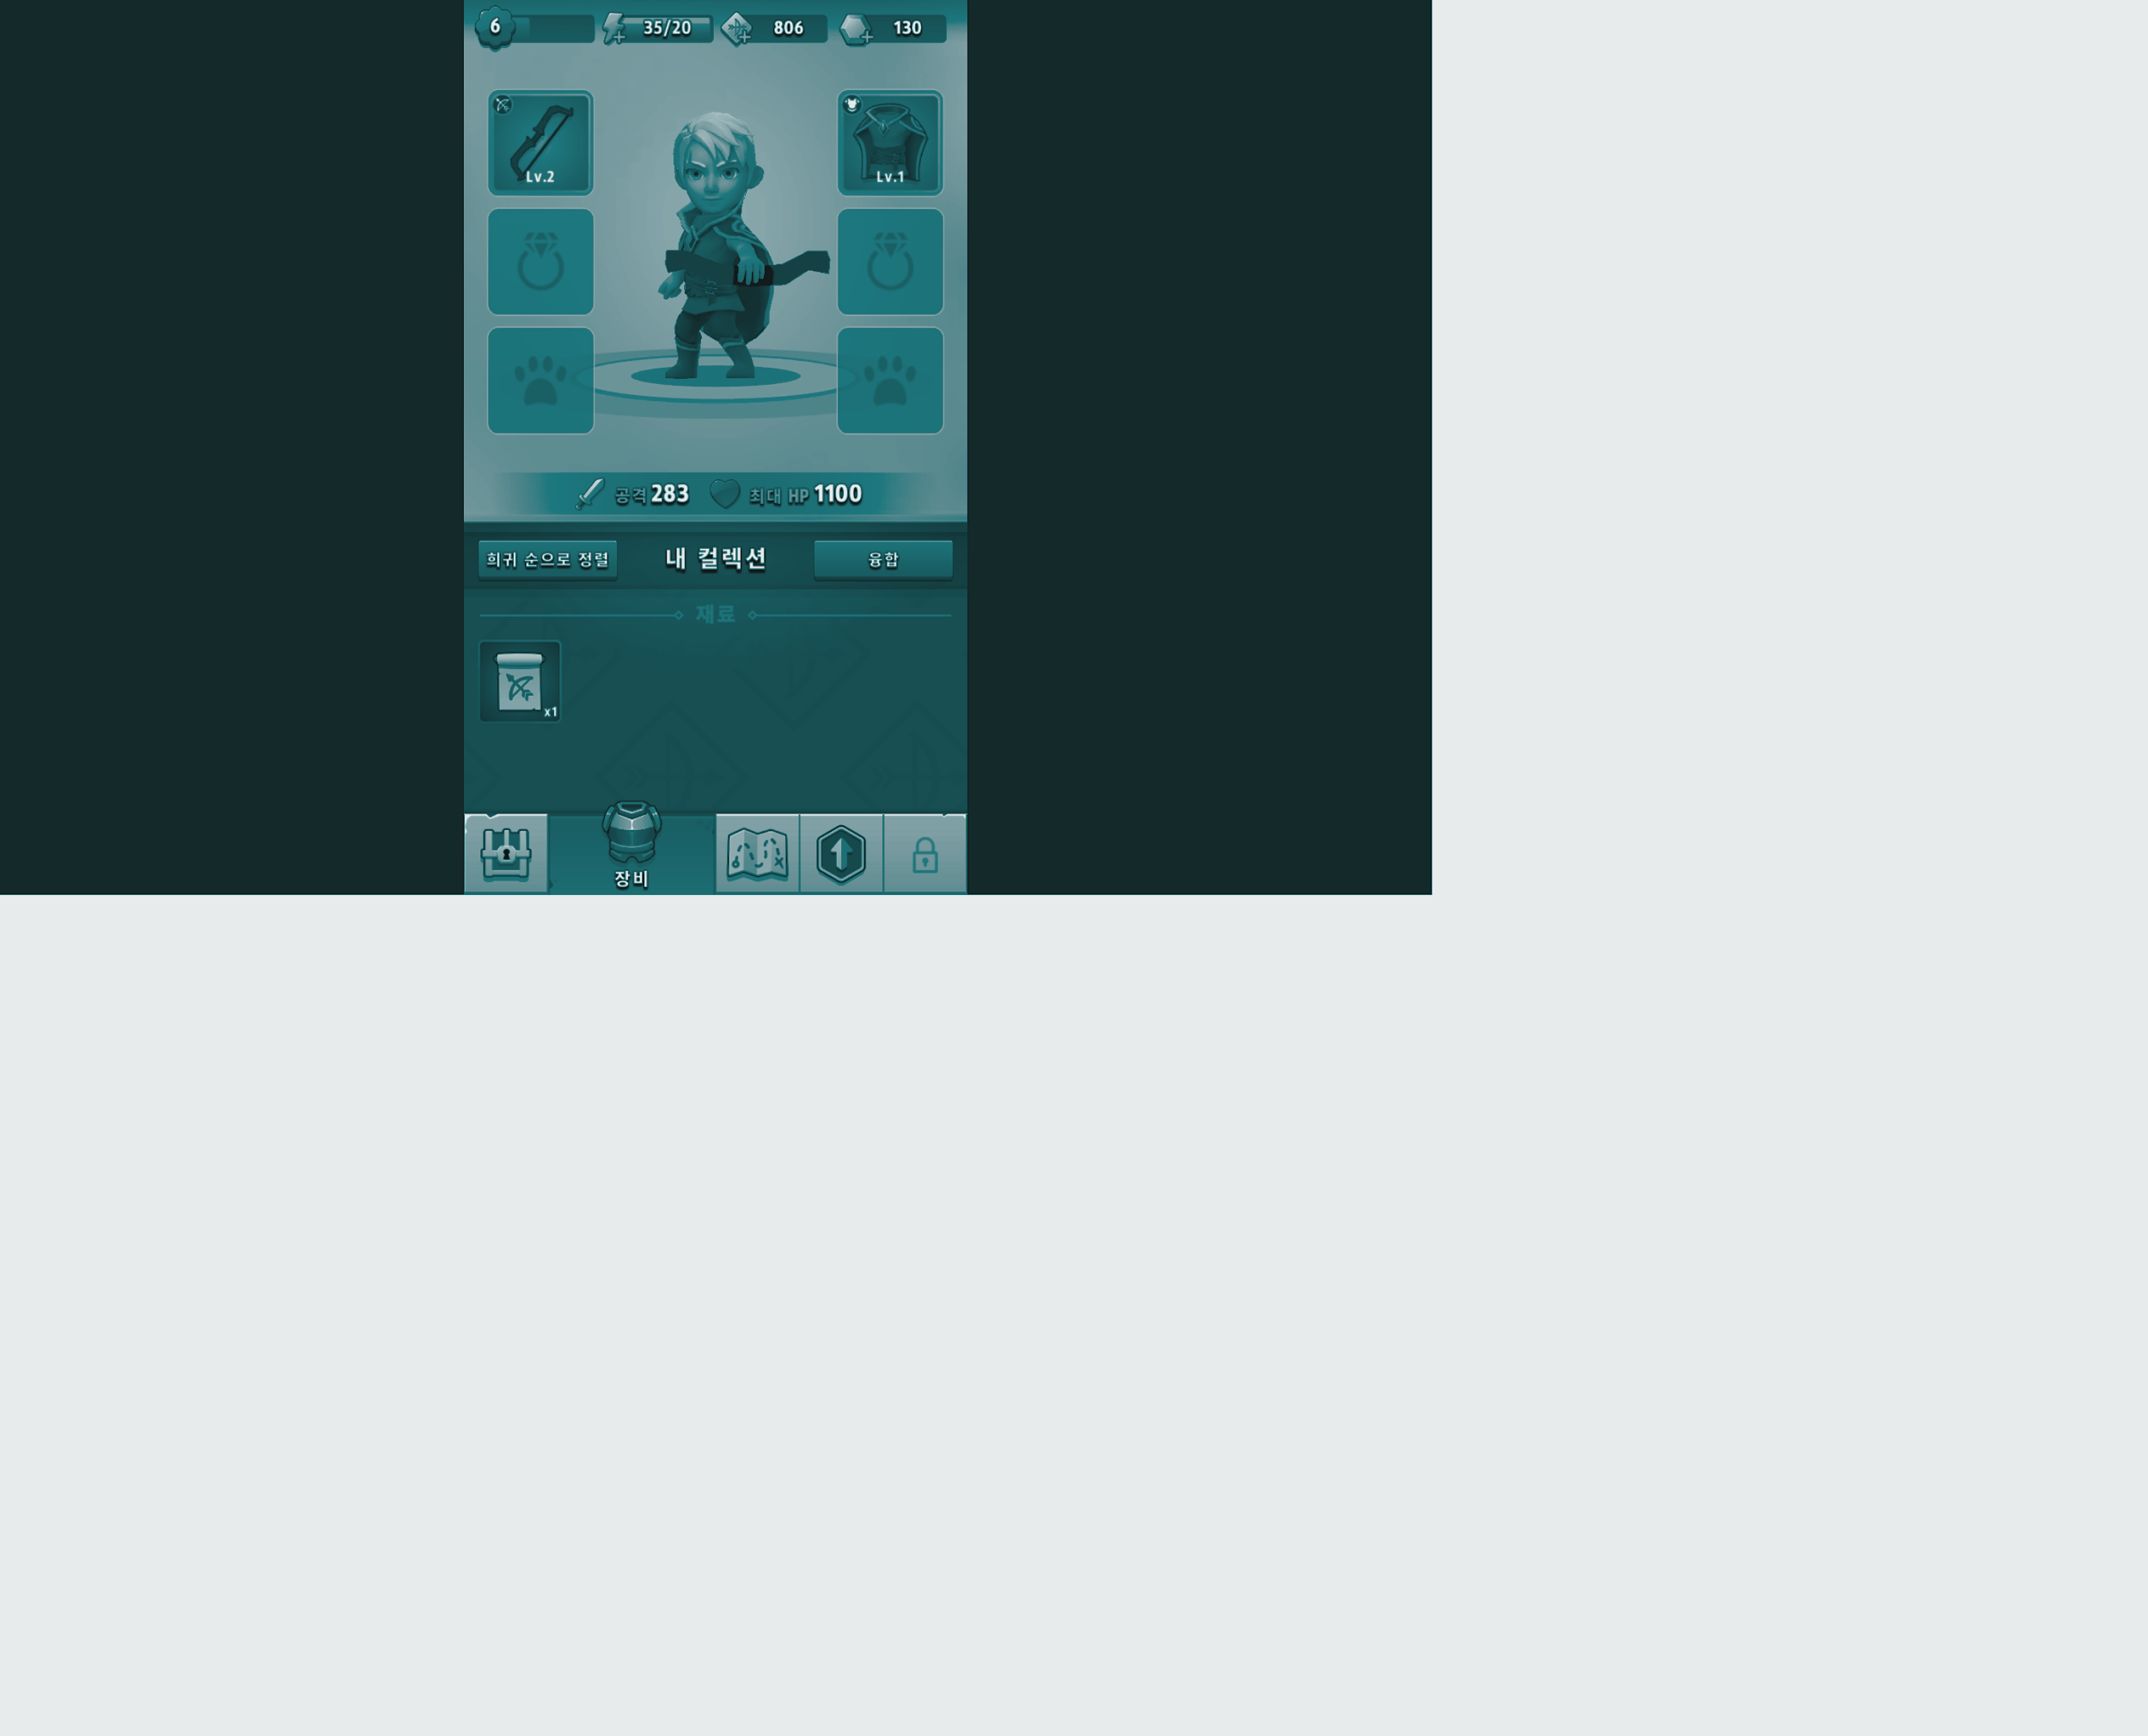 6 35/20 806 130
Lv.2 Lv.1
공격 283 최대 HP 1100
희귀 순으로 정렬 내 컬렉션 융합
재료
x1
장비